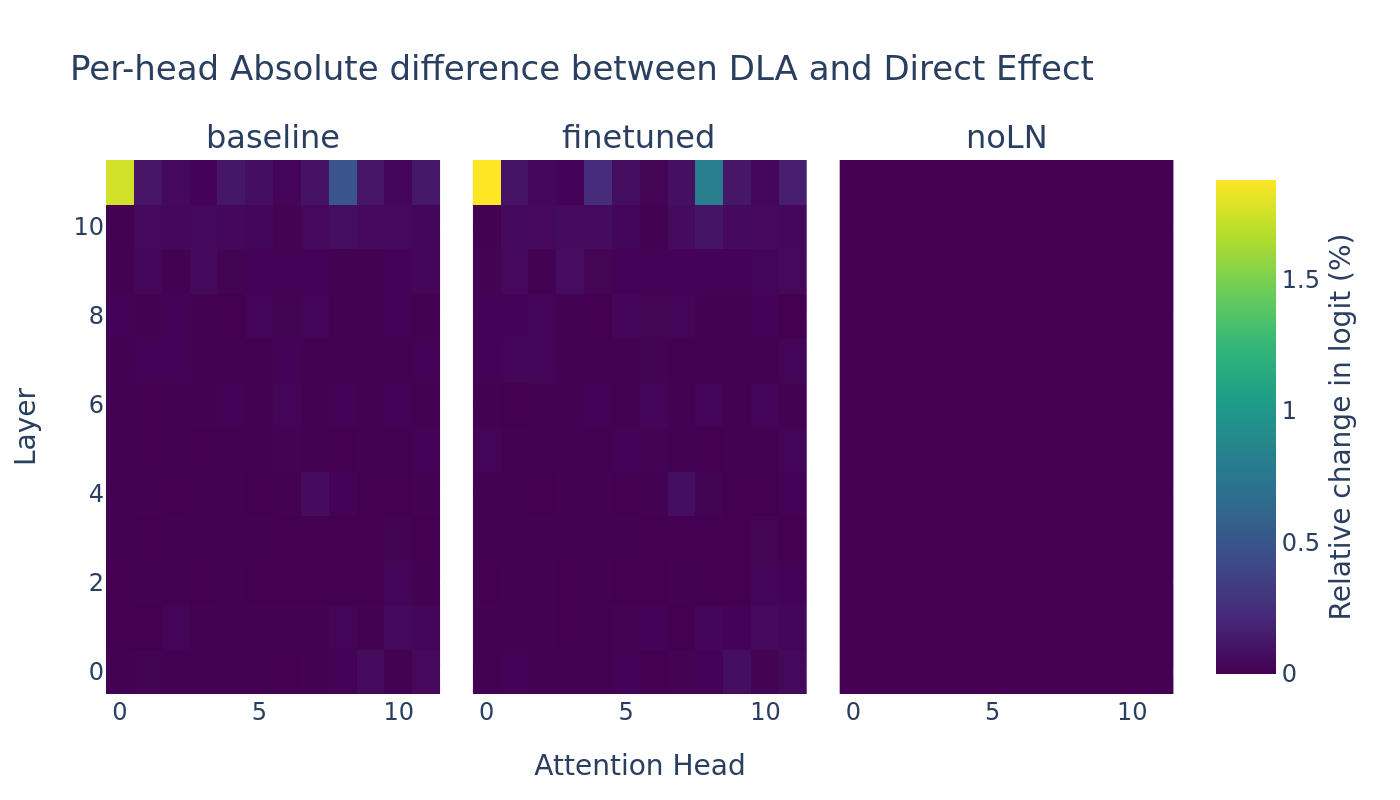 Per-head Absolute difference between DLA and Direct Effect
baseline
finetuned
noLN
10
8
6
4
2
0
Layer
0 5 10
0 5 10
0 5 10
Attention Head
1.5
1
0.5
0
Relative change in logit (%)